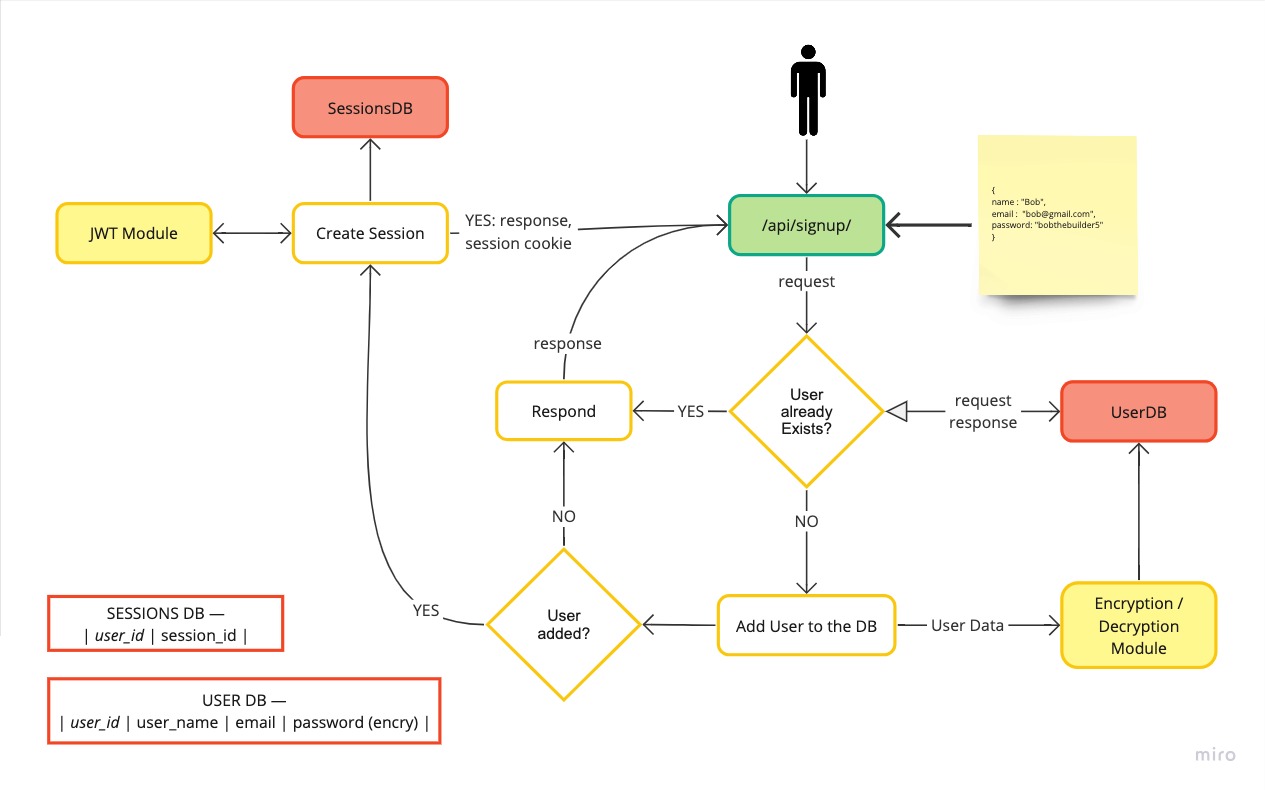 SessionsDB
JWT Module
Create Session
YES: response,
session cookie
/api/signup/
{
name : "Bob",
email :  "bob@gmail.com",
password: "bobthebuilder5"
}
request
response
Respond
YES
User
already
Exists?
request
response
UserDB
NO
NO
YES
User
added?
Add User to the DB
User Data
Encryption /
Decryption
Module
SESSIONS DB —
| user_id | session_id |
USER DB —
| user_id | user_name | email | password (encry) |
miro